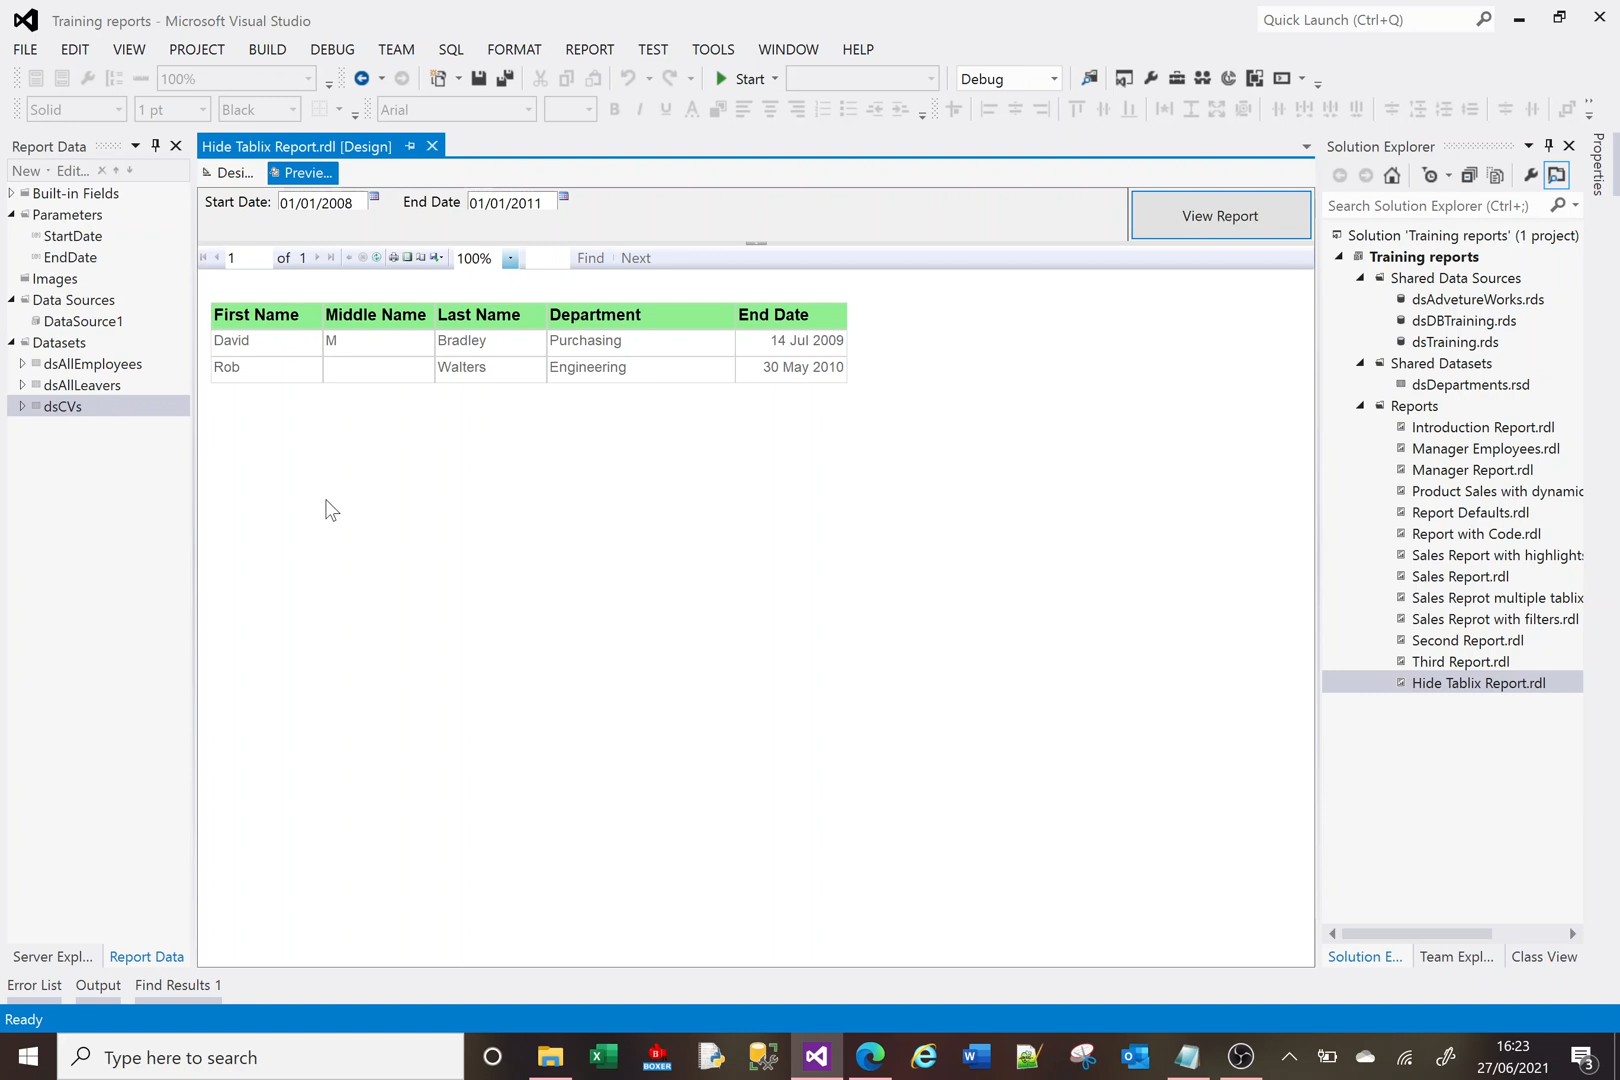 Training reports - Microsoft Visual Studio
Quick Launch (Ctrl+Q)
FILE EDIT VIEW PROJECT BUILD DEBUG TEAM SQL FORMAT REPORT TEST TOOLS WINDOW HELP
100% Start Debug
Solid 1 pt Black Arial B I U A
Report Data
Hide Tablix Report.rdl [Design]
Solution Explorer
Properties
New Edit...
Desi... Previe...
Built-in Fields
Start Date: 01/01/2008 End Date 01/01/2011
View Report
Search Solution Explorer (Ctrl+;)
Parameters
StartDate
Solution 'Training reports' (1 project)
EndDate
1 of 1 100% Find Next
Training reports
Images
Shared Data Sources
Data Sources
dsAdvetureWorks.rds
DataSource1
First Name Middle Name Last Name Department End Date
dsDBTraining.rds
Datasets
David M Bradley Purchasing 14 Jul 2009
dsTraining.rds
dsAllEmployees
Rob Walters Engineering 30 May 2010
Shared Datasets
dsAllLeavers
dsDepartments.rsd
dsCVs
Reports
Introduction Report.rdl
Manager Employees.rdl
Manager Report.rdl
Product Sales with dynamic
Report Defaults.rdl
Report with Code.rdl
Sales Report with highlights
Sales Report.rdl
Sales Reprot multiple tablix
Sales Reprot with filters.rdl
Second Report.rdl
Third Report.rdl
Hide Tablix Report.rdl
Server Expl... Report Data
Solution E... Team Expl... Class View
Error List Output Find Results 1
Ready
Type here to search
BOXER
16:23
27/06/2021
3